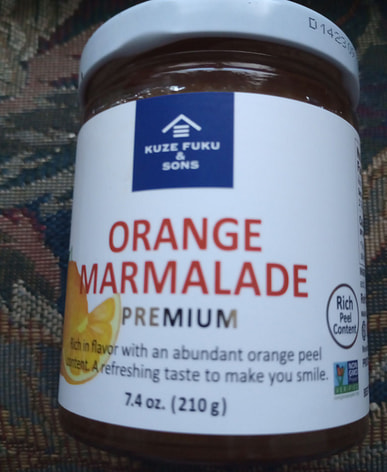 KUZE FUKU
&
SONS
ORANGE
MARMALADE
PREMIUM
Rich in flavor with an abundant orange peel
content. A refreshing taste to make you smile.
7.4 oz. (210 g)
Rich
Peel
Content